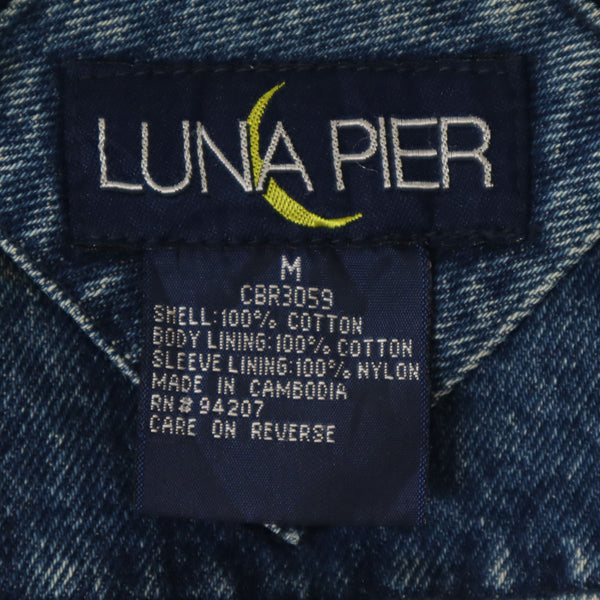 LUNA PIER
M
CBR3059
SHELL:100% COTTON
BODY LINING:100% COTTON
SLEEVE LINING:100% NYLON
MADE IN CAMBODIA
RN# 94207
CARE ON REVERSE